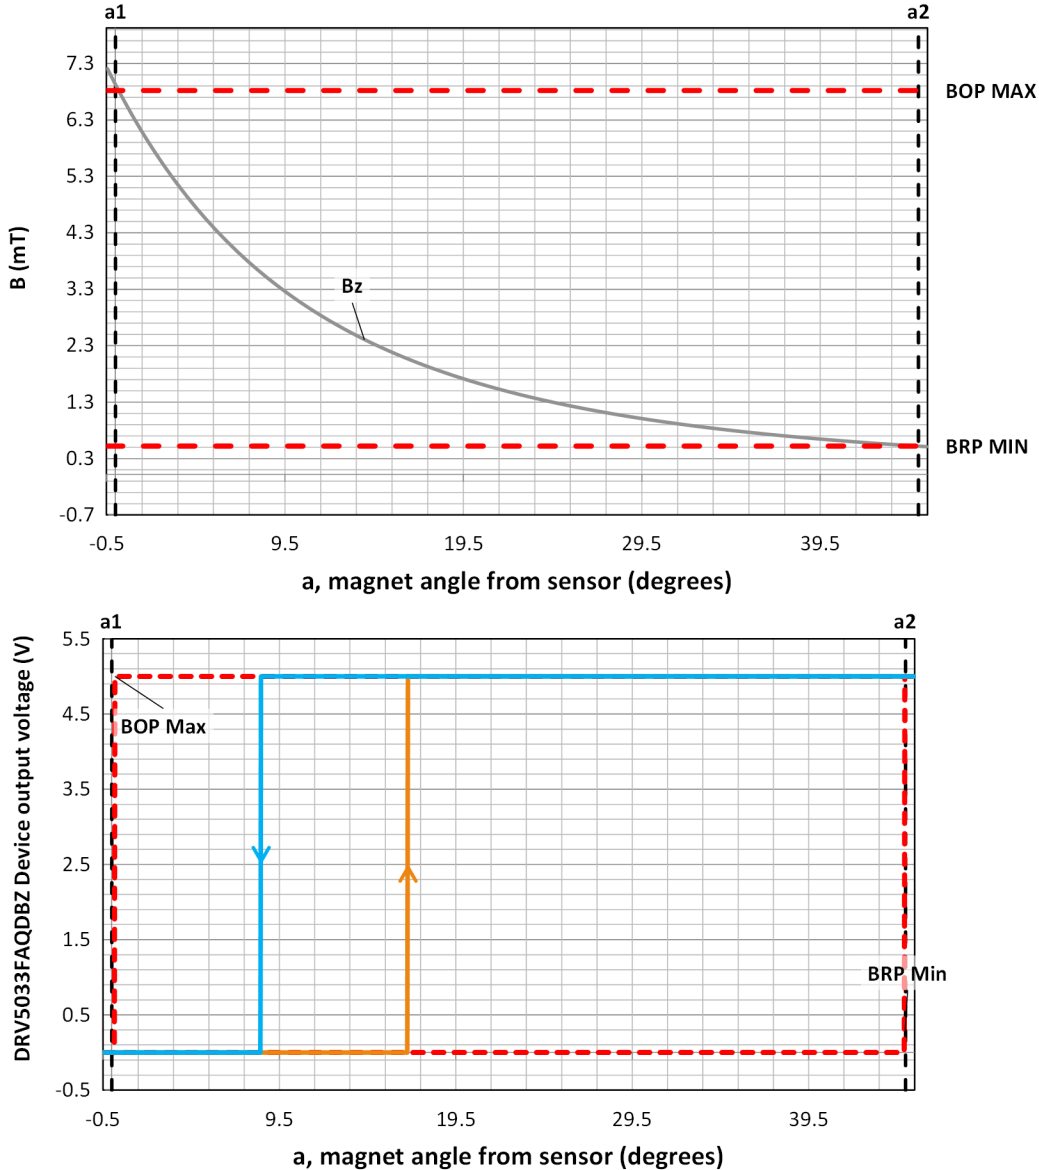 a1
a2
7.3
BOP MAX
6.3
5.3
4.3
3.3
Bz
2.3
1.3
BRP MIN
0.3
-0.7
B (mT)
-0.5
9.5
19.5
29.5
39.5
a, magnet angle from sensor (degrees)
a1
a2
5.5
4.5
BOP Max
3.5
2.5
1.5
BRP Min
0.5
-0.5
DRV5033FAQDBZ Device output voltage (V)
-0.5
9.5
19.5
29.5
39.5
a, magnet angle from sensor (degrees)